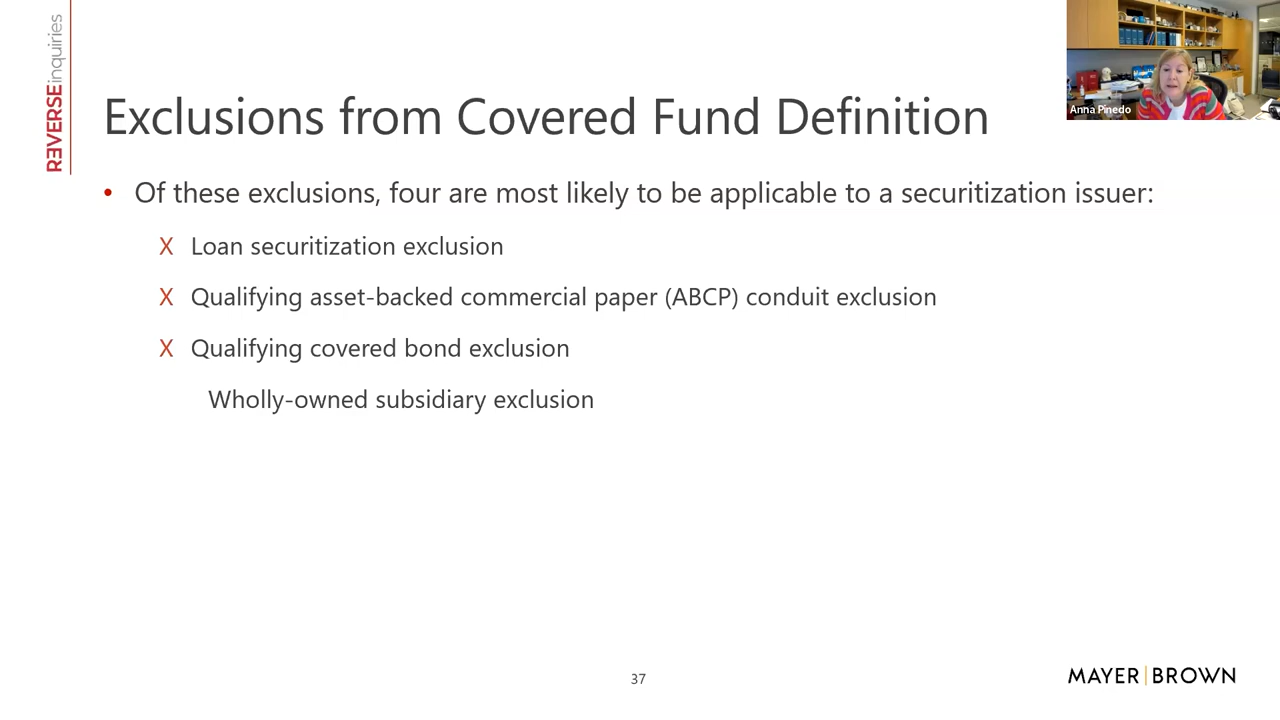 REVERSEinquiries
Anna Pinedo
Exclusions from Covered Fund Definition
• Of these exclusions, four are most likely to be applicable to a securitization issuer:
X Loan securitization exclusion
X Qualifying asset-backed commercial paper (ABCP) conduit exclusion
X Qualifying covered bond exclusion
Wholly-owned subsidiary exclusion
37
MAYER|BROWN